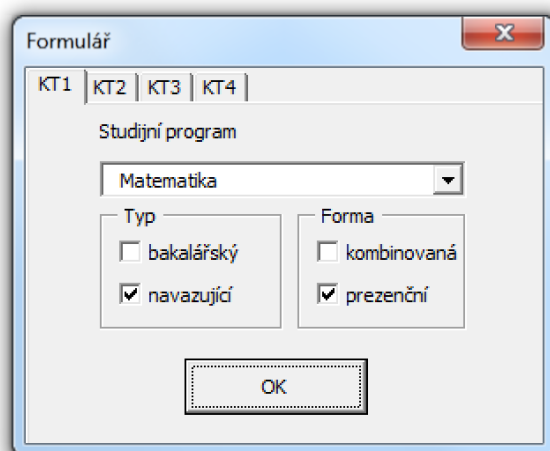 Formulář
KT1 KT2 KT3 KT4
Studijní program
Matematika
Typ Forma
bakalářský kombinovaná
navazující prezenční
OK